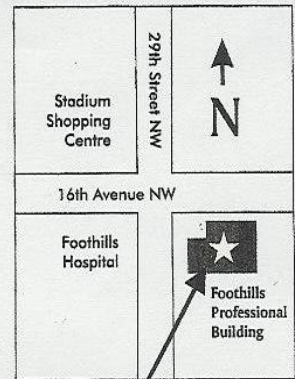 Stadium
Shopping
Centre
29th Street NW
N
16th Avenue NW
Foothills
Hospital
Foothills
Professional
Building